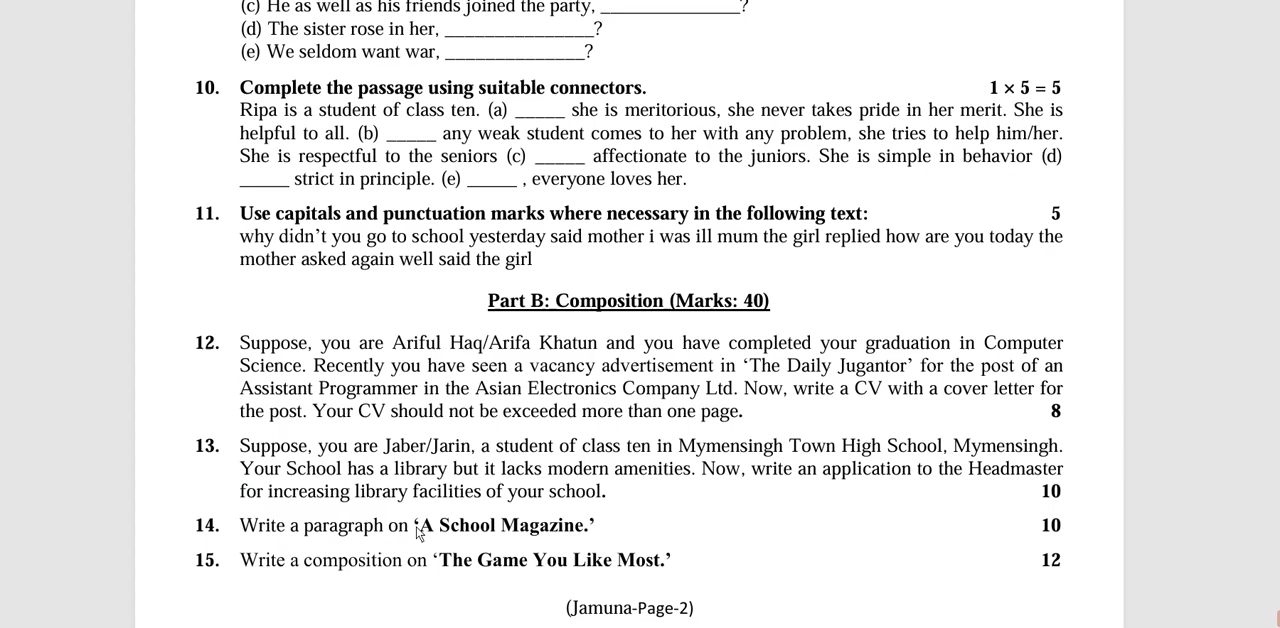 (c) He as well as his friends joined the party, _______________?
(d) The sister rose in her, ________________?
(e) We seldom want war, _______________?
10. Complete the passage using suitable connectors. 1 × 5 = 5
Ripa is a student of class ten. (a) _____ she is meritorious, she never takes pride in her merit. She is
helpful to all. (b) _____ any weak student comes to her with any problem, she tries to help him/her.
She is respectful to the seniors (c) _____ affectionate to the juniors. She is simple in behavior (d)
_____ strict in principle. (e) _____ , everyone loves her.
11. Use capitals and punctuation marks where necessary in the following text: 5
why didn't you go to school yesterday said mother i was ill mum the girl replied how are you today the
mother asked again well said the girl
Part B: Composition (Marks: 40)
12. Suppose, you are Ariful Haq/Arifa Khatun and you have completed your graduation in Computer
Science. Recently you have seen a vacancy advertisement in ‘The Daily Jugantor’ for the post of an
Assistant Programmer in the Asian Electronics Company Ltd. Now, write a CV with a cover letter for
the post. Your CV should not be exceeded more than one page. 8
13. Suppose, you are Jaber/Jarin, a student of class ten in Mymensingh Town High School, Mymensingh.
Your School has a library but it lacks modern amenities. Now, write an application to the Headmaster
for increasing library facilities of your school. 10
14. Write a paragraph on ‘A School Magazine.’ 10
15. Write a composition on ‘The Game You Like Most.’ 12
(Jamuna-Page-2)